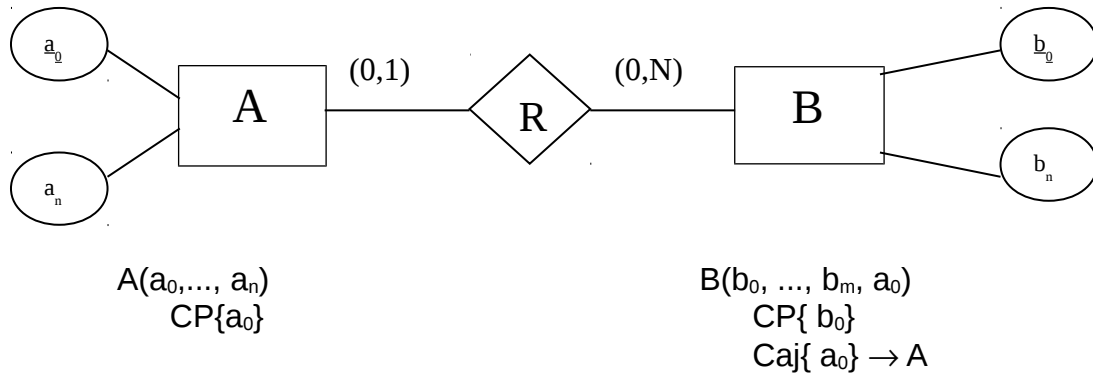 a₀ b₀
(0,1) (0,N)
A R B
aₙ bₙ
A(a₀,..., aₙ) B(b₀, ..., bₘ, a₀)
CP{a₀} CP{ b₀}
Caj{ a₀} → A